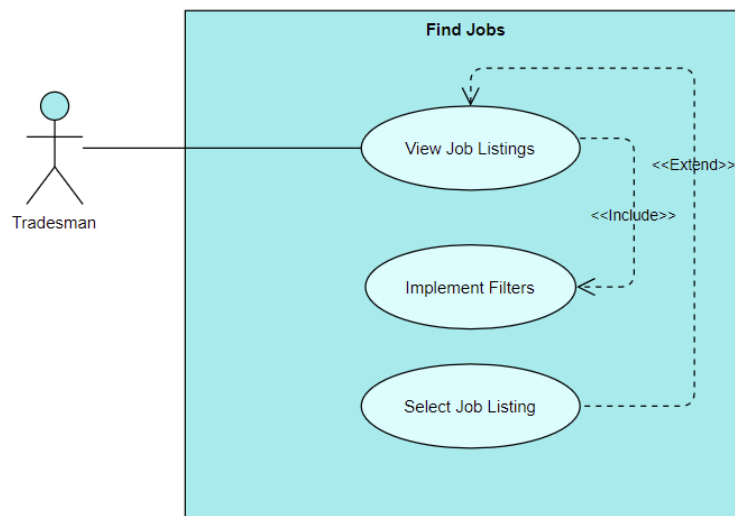 Find Jobs
View Job Listings
<<Extend>>
<<Include>>
Tradesman
Implement Filters
Select Job Listing